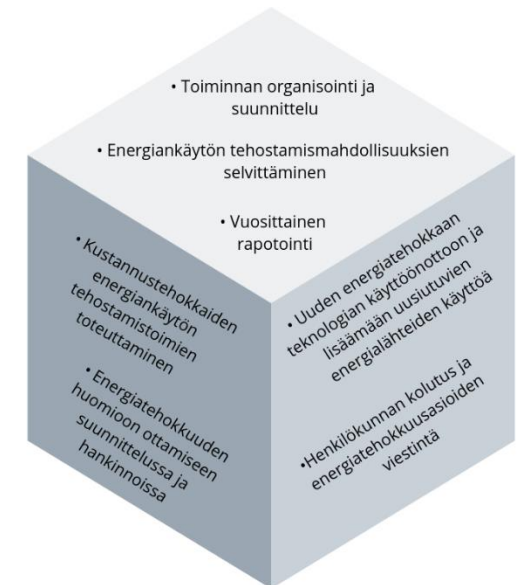 • Toiminnan organisointi ja
suunnittelu
• Energiankäytön tehostamismahdollisuuksien
selvittäminen
• Vuosittainen
rapotointi
• Kustannustehokkaiden
energiankäytön
tehostamistoimien
toteuttaminen
• Energiatehokkuuden
huomioon ottamiseen
suunnittelussa ja
hankinnoissa
• Uuden energiatehokkaan
teknologian käyttöönottoon ja
lisäämään uusiutuvien
energialähteiden käyttöä
•Henkilökunnan kolutus ja
energiatehokkuusasioiden
viestintä